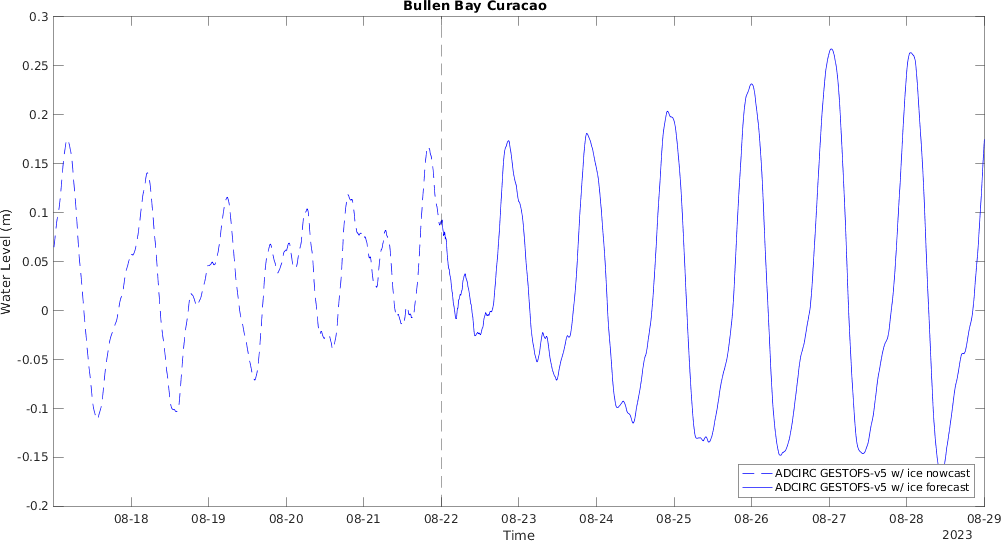 Bullen Bay Curacao
0.3
0.25
0.2
0.15
0.1
0.05
0
-0.05
-0.1
-0.15
-0.2
Water Level (m)
ADCIRC GESTOFS-v5 w/ ice nowcast
ADCIRC GESTOFS-v5 w/ ice forecast
08-18 08-19 08-20 08-21 08-22 08-23 08-24 08-25 08-26 08-27 08-28 08-29
Time
2023